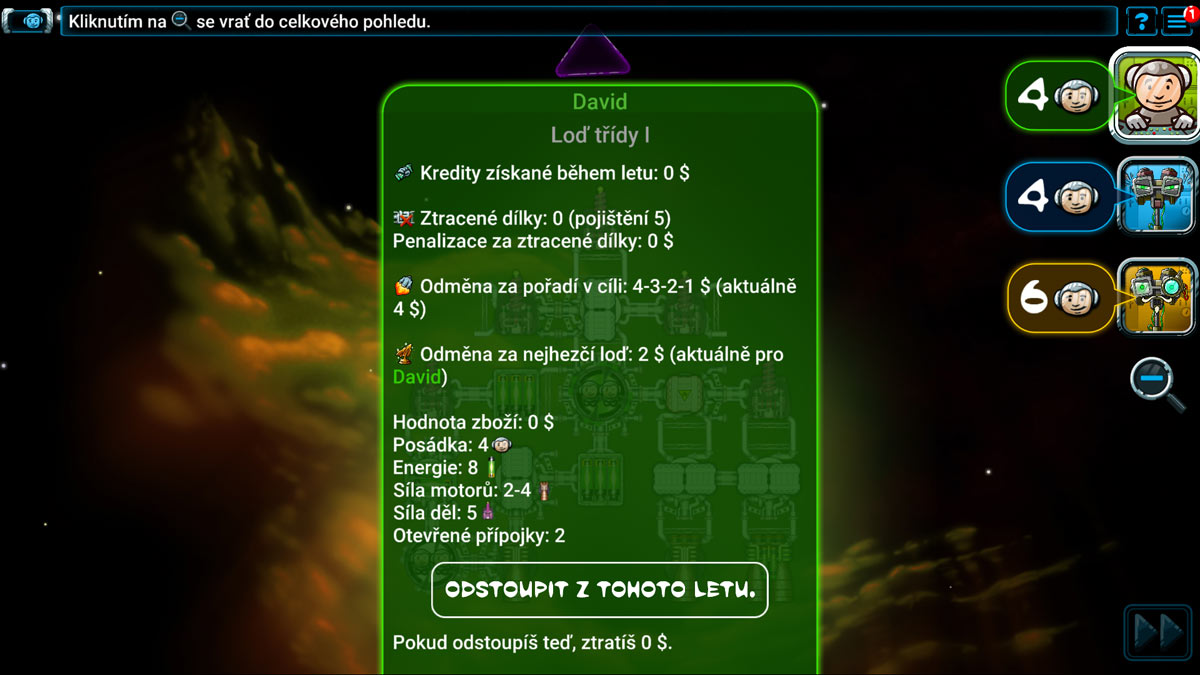 Kliknutím na se vrať do celkového pohledu.
?
1
David
Loď třídy I
Kredity získané během letu: 0 $
Ztracené dílky: 0 (pojištění 5)
Penalizace za ztracené dílky: 0 $
Odměna za pořadí v cíli: 4-3-2-1 $ (aktuálně
4 $)
Odměna za nejhezčí loď: 2 $ (aktuálně pro
David)
Hodnota zboží: 0 $
Posádka: 4
Energie: 8
Síla motorů: 2-4
Síla děl: 5
Otevřené přípojky: 2
ODSTOUPIT Z TOHOTO LETU.
Pokud odstoupíš teď, ztratíš 0 $.
4
4
6